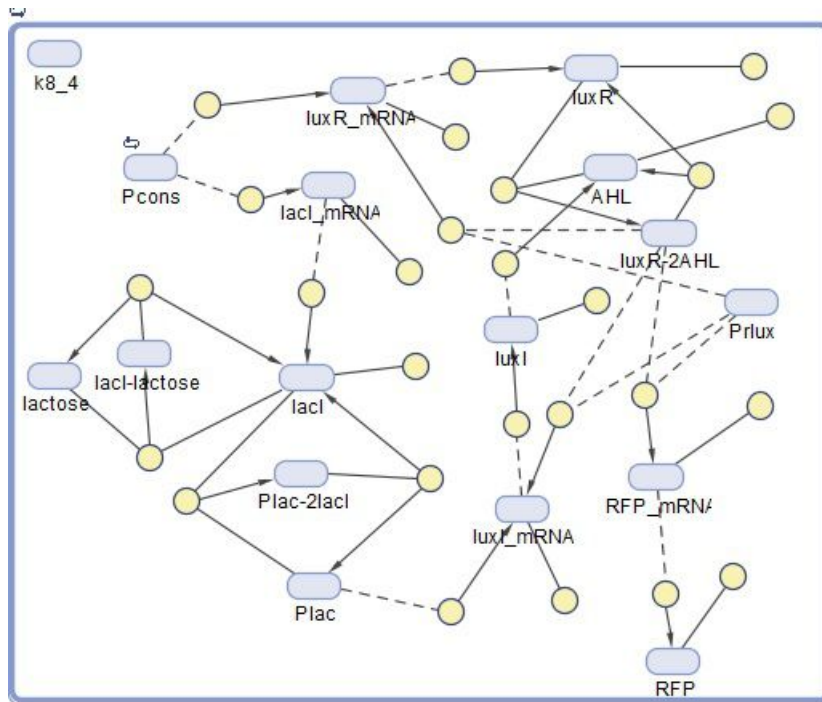 k8_4
luxR_mRNA
luxR
Pcons
lacI_mRNA
AHL
luxR-2AHL
Prlux
luxI
lactose
lacI-lactose
lacI
Plac-2lacI
luxI_mRNA
RFP_mRNA
Plac
RFP